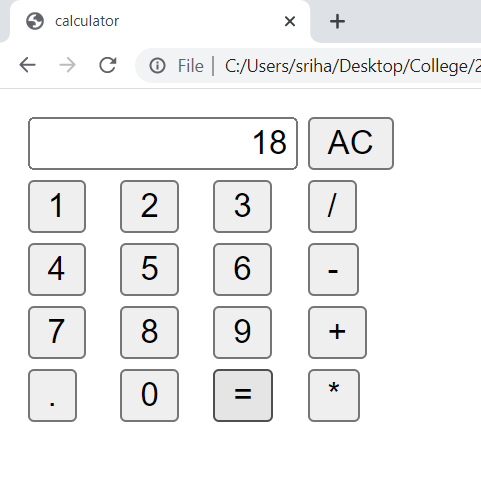 calculator
File | C:/Users/sriha/Desktop/College/2
18 AC
1 2 3 /
4 5 6 -
7 8 9 +
. 0 = *